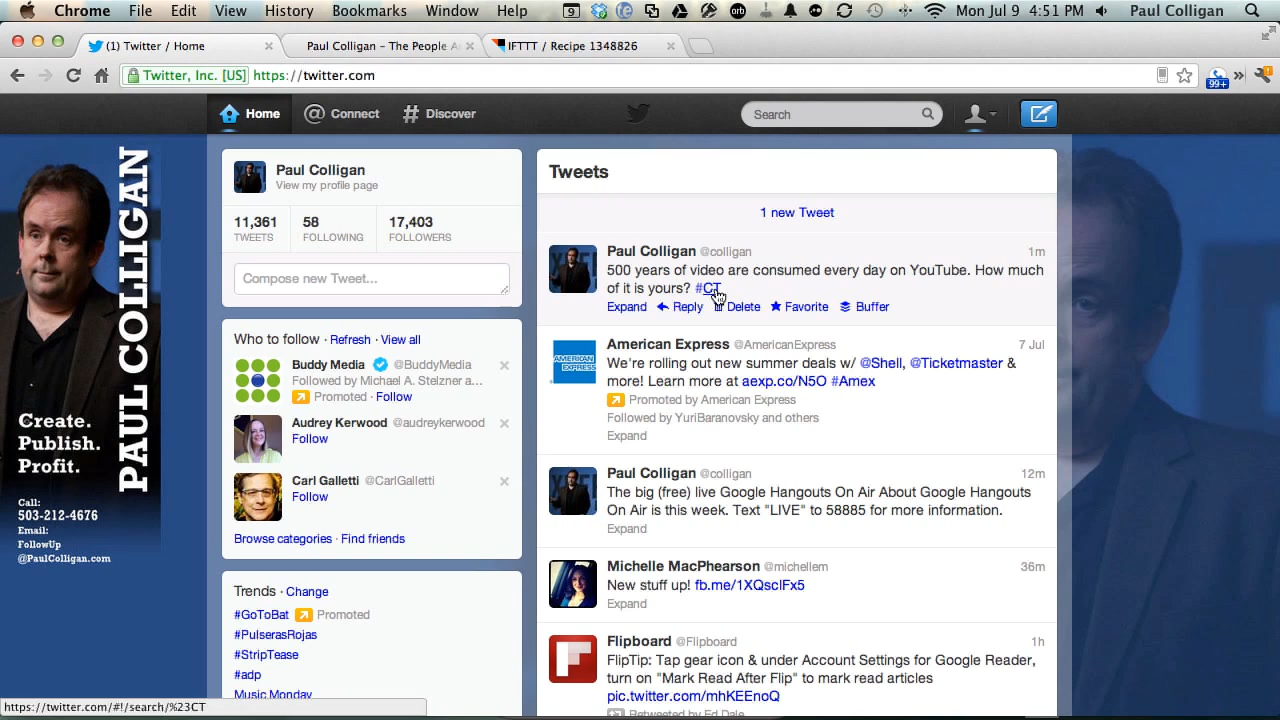 Chrome File Edit View History Bookmarks Window Help 9 orb Mon Jul 9 4:51 PM Paul Colligan
(1) Twitter / Home
Paul Colligan – The People A
IFTTT / Recipe 1348826
Twitter, Inc. [US] https://twitter.com
99+
Home Connect Discover
Search
PAUL COLLIGAN
Create.
Publish.
Profit.
Call:
503-212-4676
Email:
FollowUp
@PaulColligan.com
Paul Colligan
View my profile page
11,361 58 17,403
TWEETS FOLLOWING FOLLOWERS
Compose new Tweet...
Who to follow · Refresh · View all
Buddy Media @BuddyMedia
Followed by Michael A. Stelzner a...
Promoted · Follow
Audrey Kerwood @audreykerwood
Follow
Carl Galletti @CarlGalletti
Follow
Browse categories · Find friends
Trends · Change
#GoToBat Promoted
#PulserasRojas
#StripTease
#adp
Music Monday
Tweets
1 new Tweet
Paul Colligan @colligan 1m
500 years of video are consumed every day on YouTube. How much
of it is yours? #CT
Expand Reply Delete Favorite Buffer
American Express @AmericanExpress 7 Jul
AMERICAN
EXPRESS
We're rolling out new summer deals w/ @Shell, @Ticketmaster &
more! Learn more at aexp.co/N5O #Amex
Promoted by American Express
Followed by YuriBaranovsky and others
Expand
Paul Colligan @colligan 12m
The big (free) live Google Hangouts On Air About Google Hangouts
On Air is this week. Text "LIVE" to 58885 for more information.
Expand
Michelle MacPhearson @michellem 36m
New stuff up! fb.me/1XQsclFx5
Expand
Flipboard @Flipboard 1h
FlipTip: Tap gear icon & under Account Settings for Google Reader,
turn on "Mark Read After Flip" to mark read articles
pic.twitter.com/mhKEEnoQ
Retweeted by Ed Dale
https://twitter.com/#!/search/%23CT